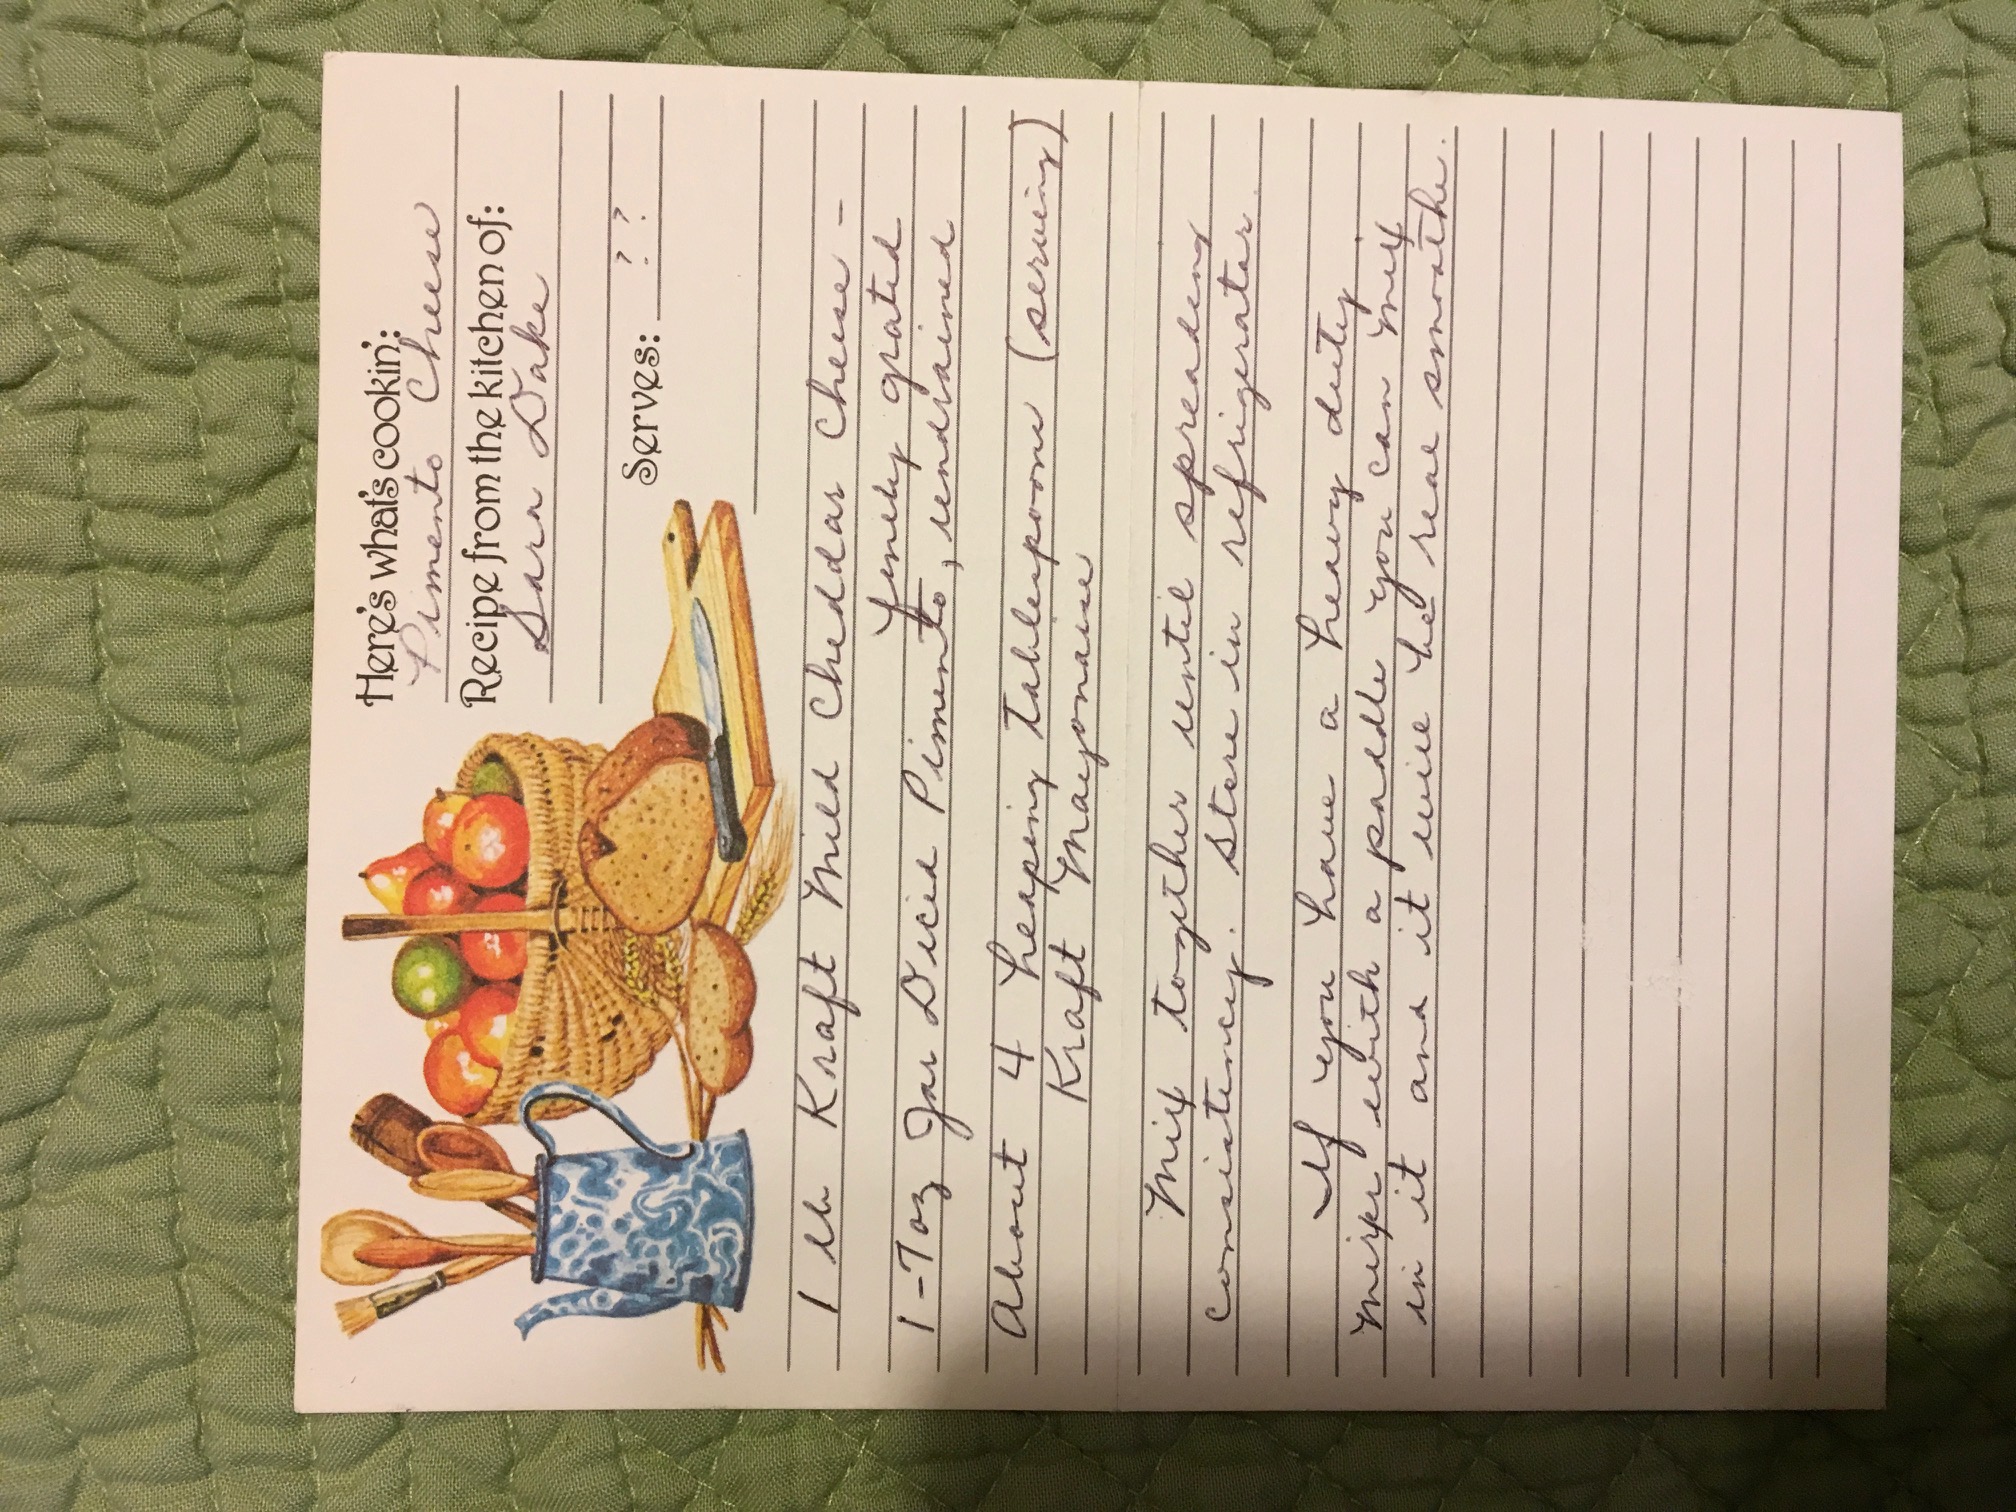 Here's what's cookin':
Pimento Cheese
Recipe from the kitchen of:
Sara Dake
Serves: ??
1 lb Kraft Mild Cheddar Cheese -
finely grated
1-7oz Jar Diced Pimento, undrained
About 4 heaping tablespoons (serving)
Kraft Mayonaise
Mix together until spreading
consistency. Store in refrigerator.
If you have a heavy duty
mixer with a paddle you can mix
in it and it will be real smoothe.